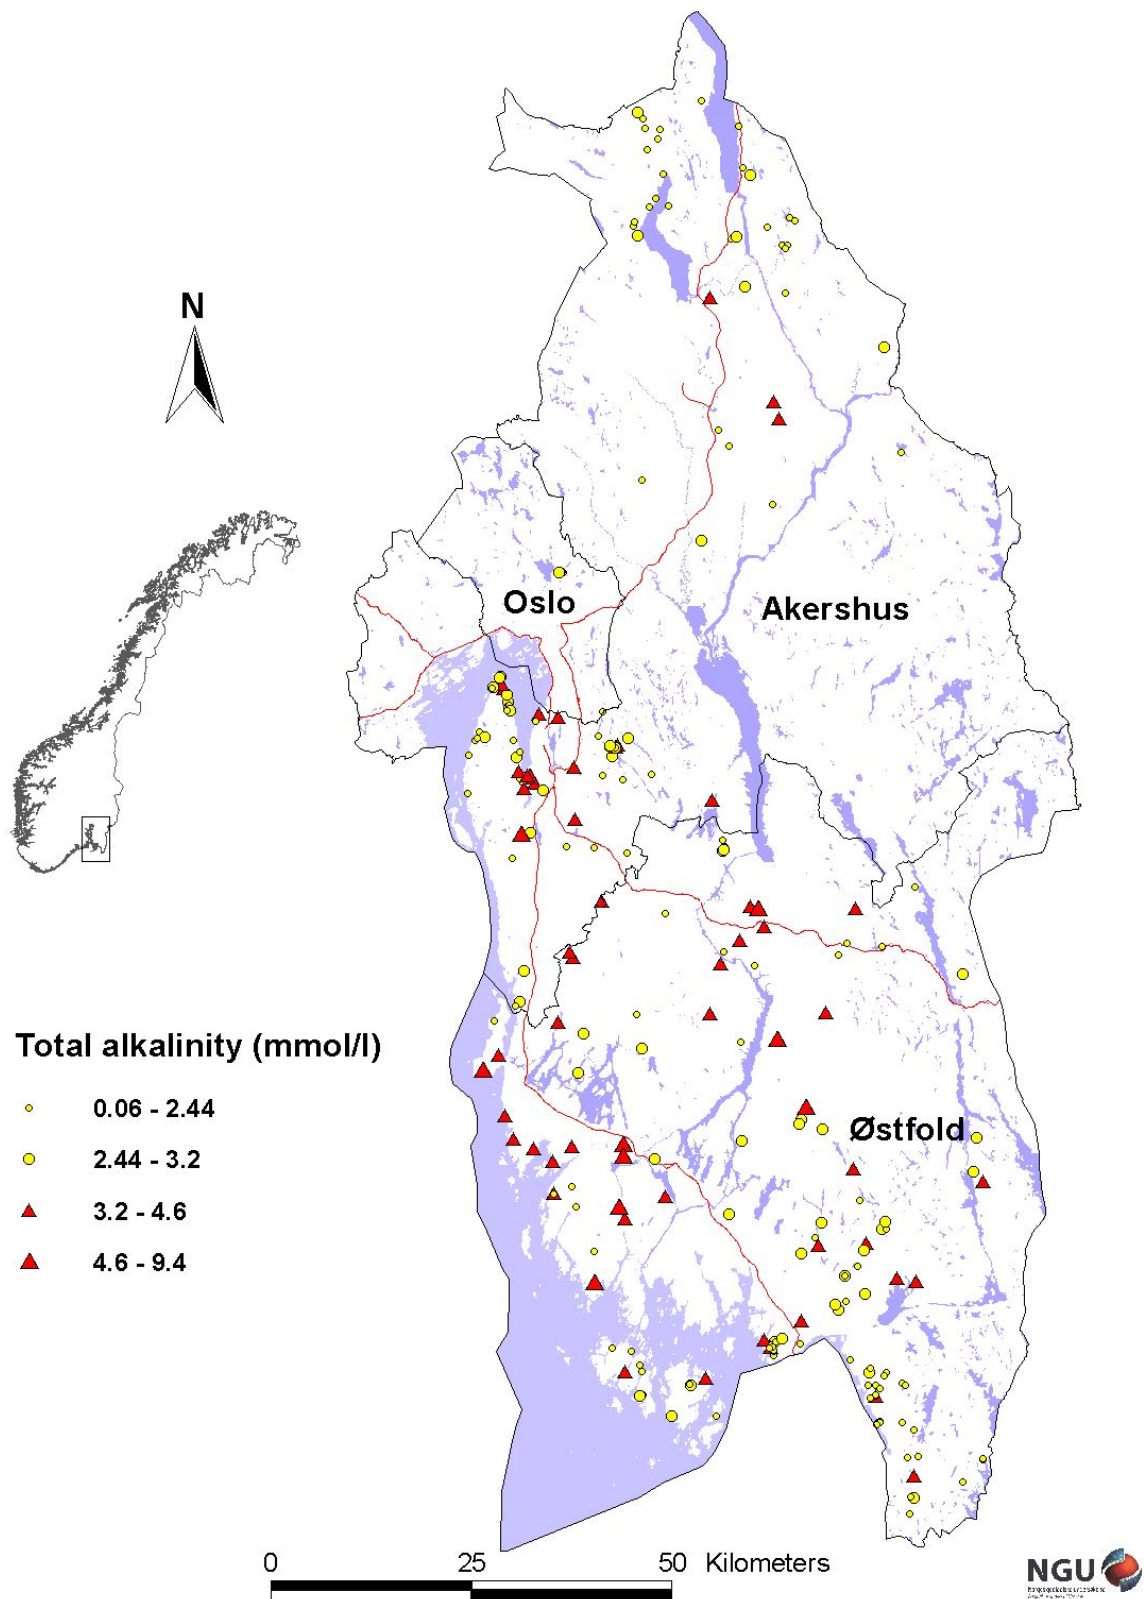 N
Oslo
Akershus
Total alkalinity (mmol/l)
0.06 - 2.44
2.44 - 3.2
3.2 - 4.6
4.6 - 9.4
Østfold
0 25 50 Kilometers
NGU